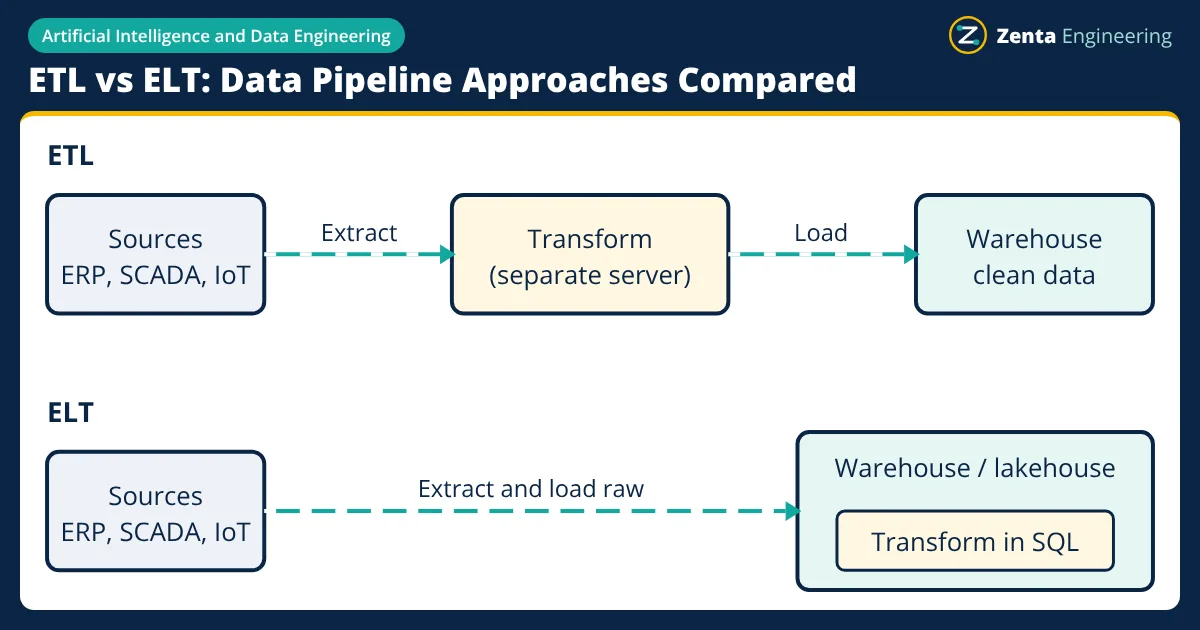 Artificial Intelligence and Data Engineering
Zenta Engineering
ETL vs ELT: Data Pipeline Approaches Compared
ETL
Sources
ERP, SCADA, IoT
Extract
Transform
(separate server)
Load
Warehouse
clean data
ELT
Sources
ERP, SCADA, IoT
Extract and load raw
Warehouse / lakehouse
Transform in SQL